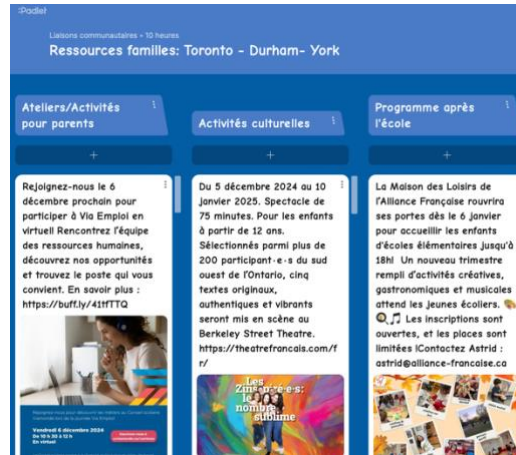 :Padlet
Liaisons communautaires • 10 heures
Ressources familles: Toronto - Durham- York
Ateliers/Activités
pour parents
+
Rejoignez-nous le 6
décembre prochain pour
participer à Via Emploi en
virtuel! Rencontrez l'équipe
des ressources humaines,
découvrez nos opportunités
et trouvez le poste qui vous
convient. En savoir plus :
https://buff.ly/41tfTTQ
Vendredi 6 décembre 2024
De 10 h 30 à 12 h
En virtuel
Activités culturelles
+
Du 5 décembre 2024 au 10
janvier 2025. Spectacle de
75 minutes. Pour les enfants
à partir de 12 ans.
Sélectionnés parmi plus de
200 participant·e·s du sud
ouest de l'Ontario, cinq
textes originaux,
authentiques et vibrants
seront mis en scène au
Berkeley Street Theatre.
https://theatrefrancais.com/f
r/
Les
Zinspiré·e·s:
le nombre
sublime
Programme après
l'école
+
La Maison des Loisirs de
l'Alliance Française rouvrira
ses portes dès le 6 janvier
pour accueillir les enfants
d'écoles élémentaires jusqu'à
18h! Un nouveau trimestre
rempli d'activités créatives,
gastronomiques et musicales
attend les jeunes écoliers. 🎨
🔍🎵 Les inscriptions sont
ouvertes, et les places sont
limitées !Contactez Astrid :
astrid@alliance-francaise.ca